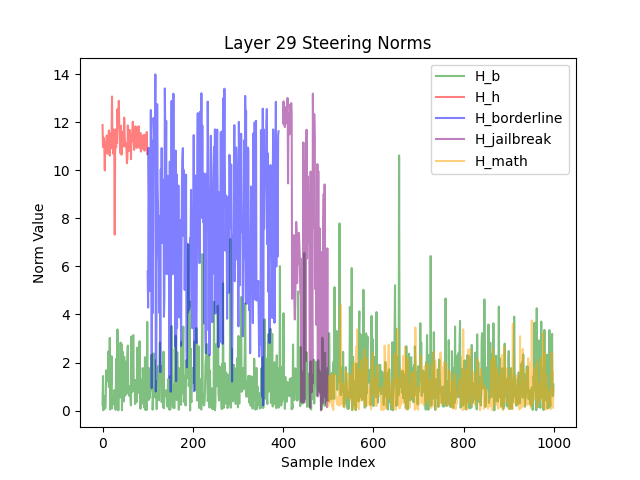 Layer 29 Steering Norms
H_b
H_h
H_borderline
H_jailbreak
H_math
Norm Value
14
12
10
8
6
4
2
0
0
200
400
600
800
1000
Sample Index